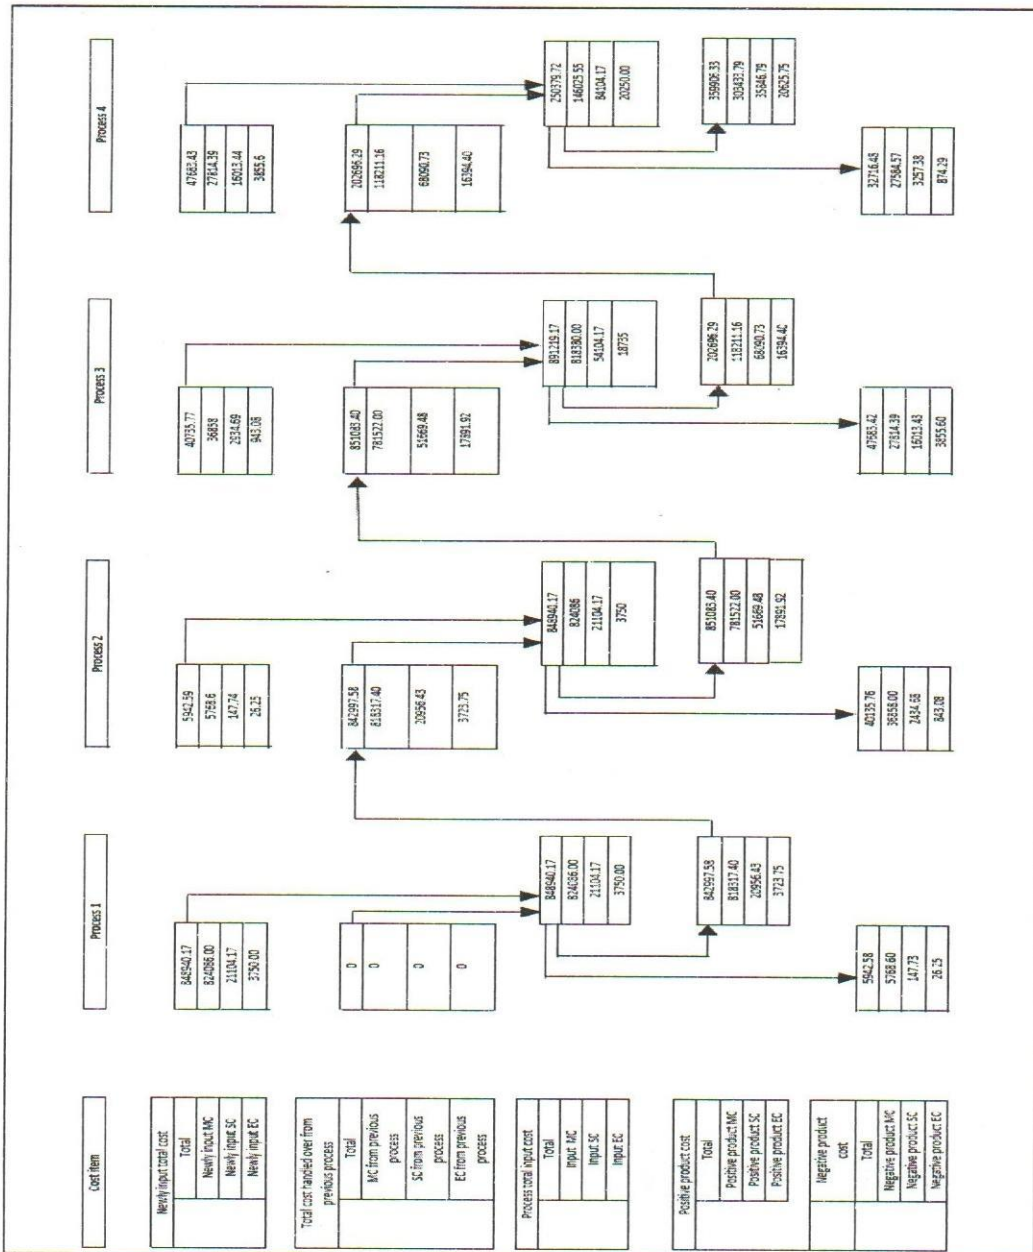 Cost item
Process 1
Process 2
Process 3
Process 4
Newly input total cost
Total
Newly input MC
Newly input SC
Newly input EC
848940.17
824086.00
21104.17
3750.00
5942.59
5768.6
147.74
26.25
40735.77
36858
2934.69
943.08
47683.43
27814.39
16013.44
3855.6
Total cost handled over from
previous process
Total
MC from previous
process
SC from previous
process
EC from previous
process
0
0
0
0
842997.58
818317.40
20956.43
3723.75
851083.40
781522.00
51669.48
17891.92
202696.29
118211.16
68090.73
16394.40
Process total input cost
Total
Input MC
Input SC
Input EC
848940.17
824086.00
21104.17
3750.00
848940.17
824086
21104.17
3750
891219.17
818380.00
54104.17
18735
250379.72
146025.55
84104.17
20250.00
Positive product cost
Total
Positive product MC
Positive product SC
Positive product EC
842997.58
818317.40
20956.43
3723.75
851083.40
781522.00
51669.48
17891.92
202696.29
118211.16
68090.73
16394.40
359906.33
303433.79
35846.79
20625.75
Negative product
cost
Total
Negative product MC
Negative product SC
Negative product EC
5942.58
5768.60
147.73
26.25
40135.76
36858.00
2434.68
843.08
47683.42
27814.39
16013.43
3855.60
32716.43
27584.57
3257.38
874.29